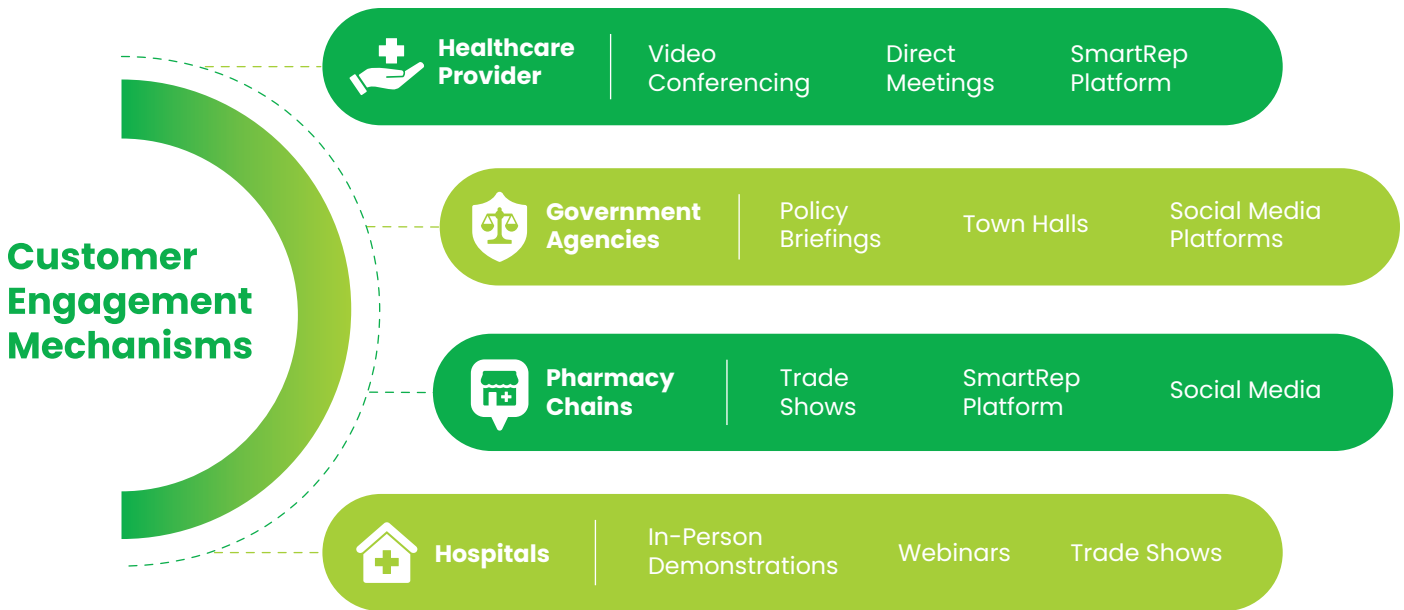 Customer
Engagement
Mechanisms
Healthcare
Provider
Video
Conferencing
Direct
Meetings
SmartRep
Platform
Government
Agencies
Policy
Briefings
Town Halls
Social Media
Platforms
Pharmacy
Chains
Trade
Shows
SmartRep
Platform
Social Media
Hospitals
In-Person
Demonstrations
Webinars
Trade Shows